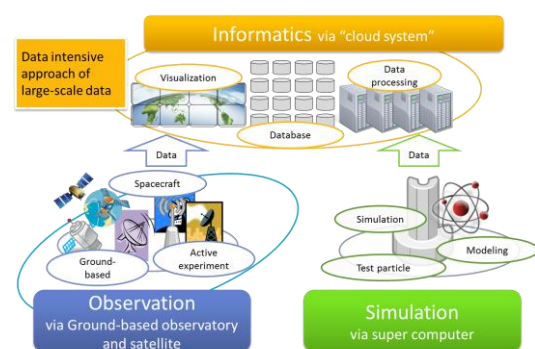 Informatics via “cloud system”
Data intensive
approach of
large-scale data
Visualization
Data
processing
Database
Data
Data
Spacecraft
Ground-
based
Active
experiment
Simulation
Modeling
Test particle
Observation
via Ground-based observatory
and satellite
Simulation
via super computer